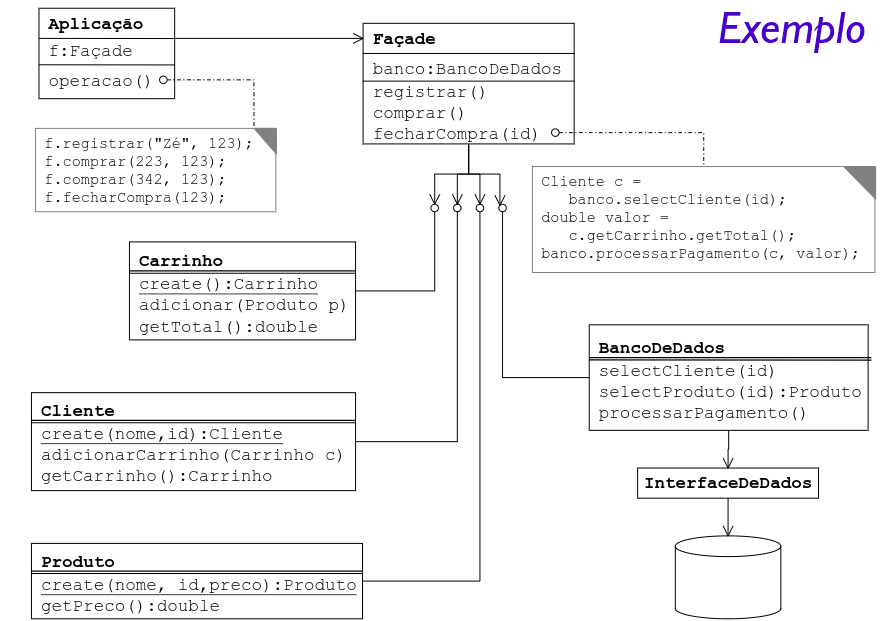 Exemplo
Aplicação
f:Façade
operacao()
f.registrar("Zé", 123);
f.comprar(223, 123);
f.comprar(342, 123);
f.fecharCompra(123);
Façade
banco:BancoDeDados
registrar()
comprar()
fecharCompra(id)
Cliente c =
banco.selectCliente(id);
double valor =
c.getCarrinho.getTotal();
banco.processarPagamento(c, valor);
Carrinho
create():Carrinho
adicionar(Produto p)
getTotal():double
BancoDeDados
selectCliente(id)
selectProduto(id):Produto
processarPagamento()
Cliente
create(nome,id):Cliente
adicionarCarrinho(Carrinho c)
getCarrinho():Carrinho
InterfaceDeDados
Produto
create(nome, id,preco):Produto
getPreco():double